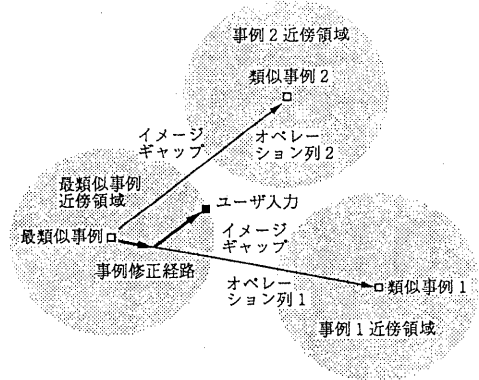 事例2近傍領域
類似事例2
イメージ
ギャップ
オペレー
ション列2
最類似事例
近傍領域
ユーザ入力
最類似事例
イメージ
ギャップ
事例修正経路
オペレー
ション列1
類似事例1
事例1近傍領域